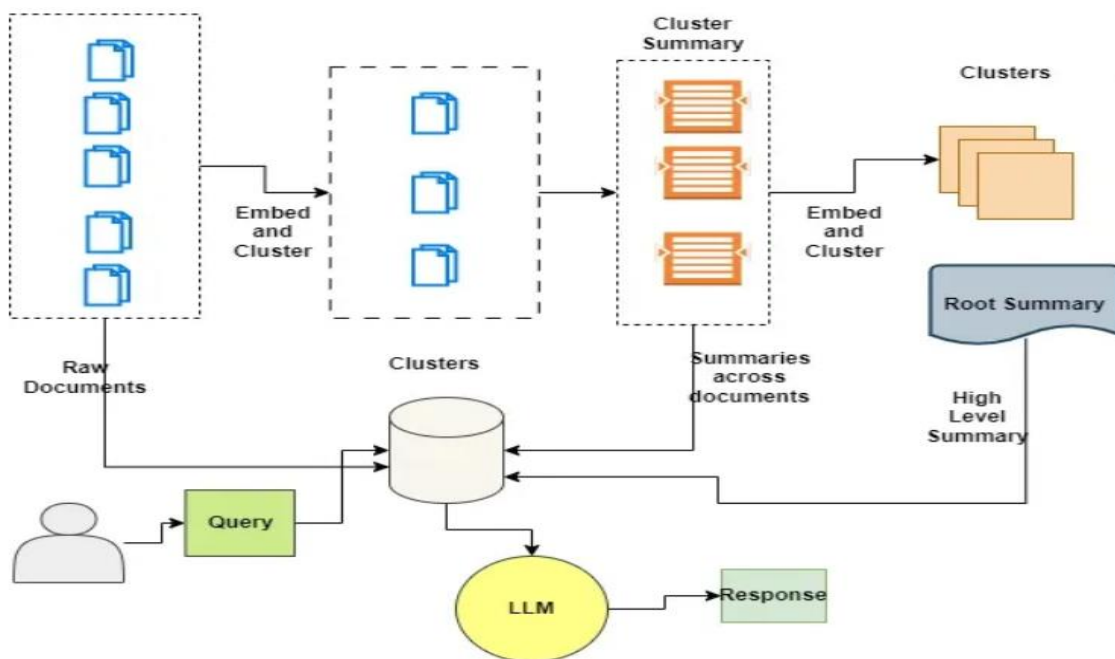 Cluster
Summary
Clusters
Embed
and
Cluster
Embed
and
Cluster
Root Summary
Raw
Documents
Clusters
Summaries
across
documents
High
Level
Summary
Query
LLM
Response